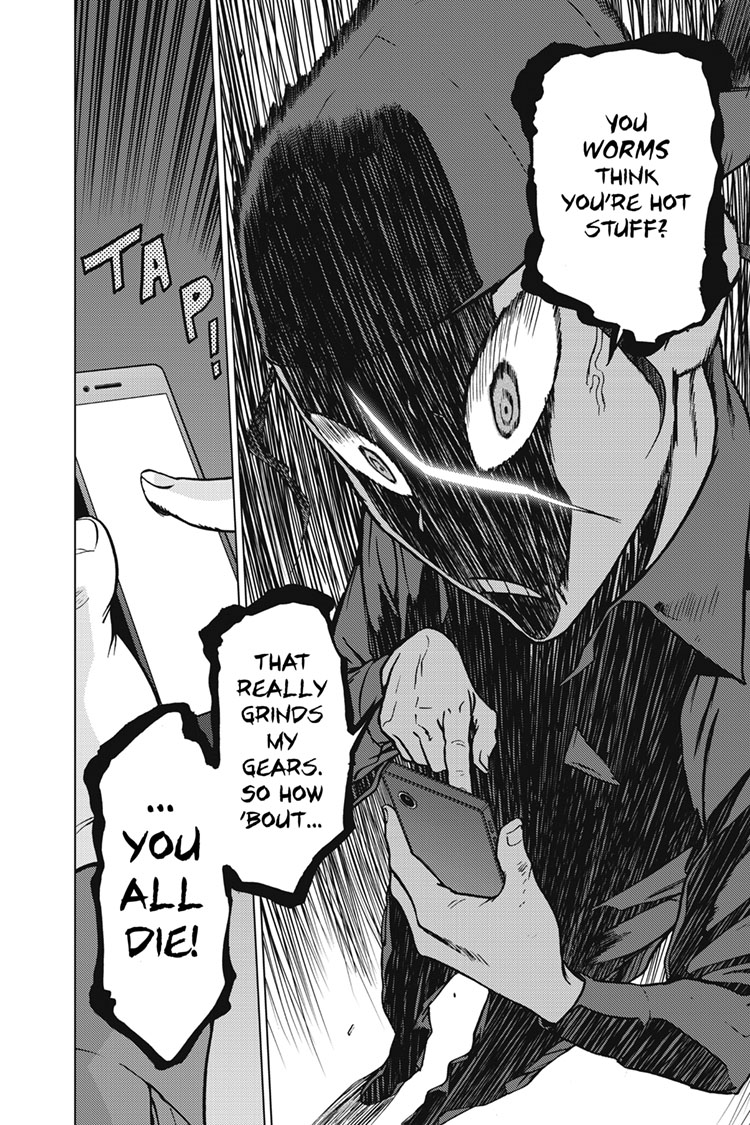 YOU
WORMS
THINK
YOU'RE HOT
STUFF?
TAP!
THAT
REALLY
GRINDS
MY
GEARS.
SO HOW
'BOUT...
...
YOU
ALL
DIE!